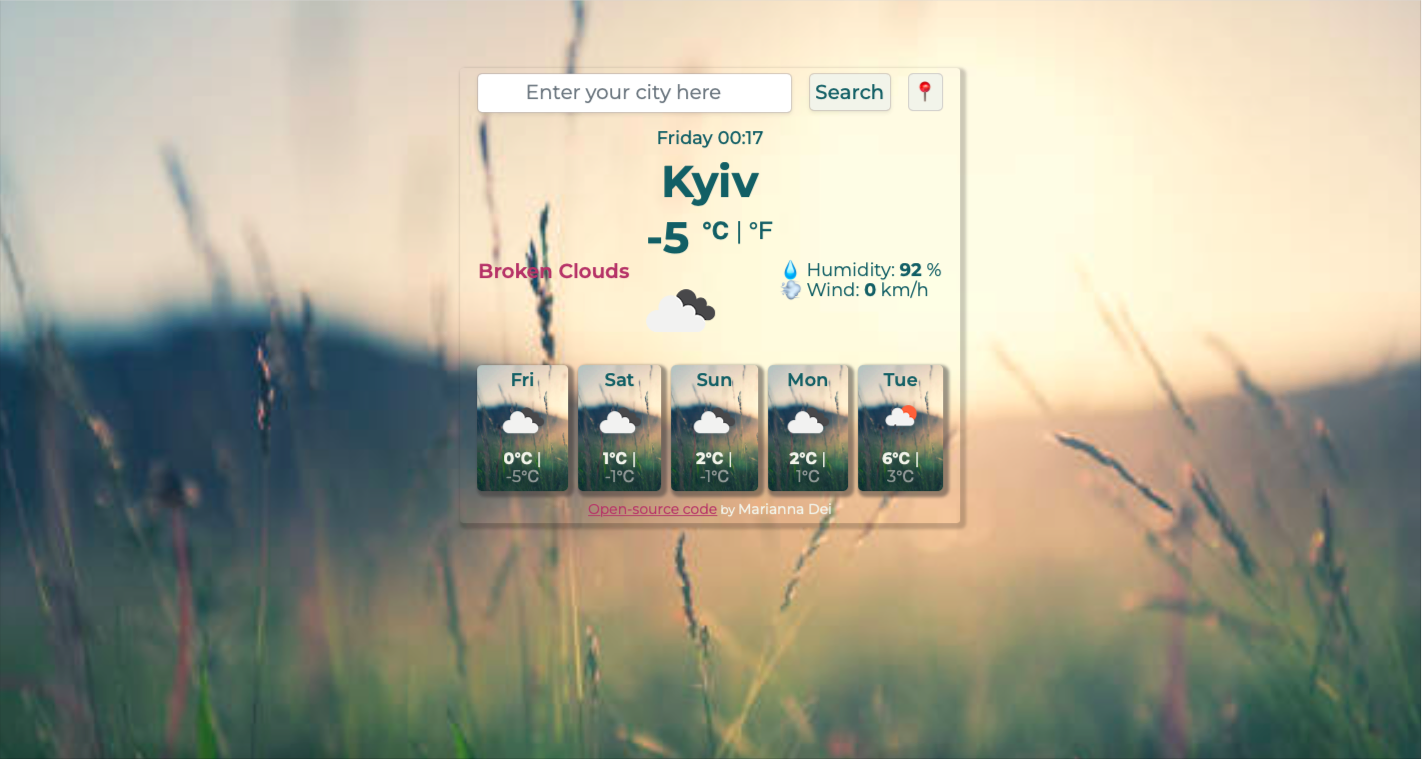 Enter your city here
Search
Friday 00:17
Kyiv
-5 °C | °F
Broken Clouds
Humidity: 92 %
Wind: 0 km/h
Fri Sat Sun Mon Tue
0°C | 1°C | 2°C | 2°C | 6°C |
-5°C -1°C -1°C 1°C 3°C
Open-source code by Marianna Dei